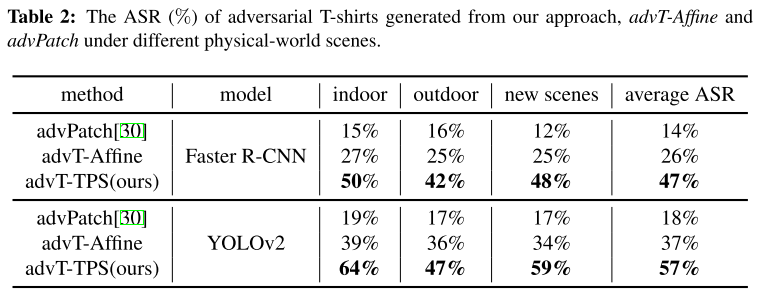 Table 2: The ASR (%) of adversarial T-shirts generated from our approach, advT-Affine and
advPatch under different physical-world scenes.
method model indoor outdoor new scenes average ASR
advPatch[30] 15% 16% 12% 14%
advT-Affine Faster R-CNN 27% 25% 25% 26%
advT-TPS(ours) 50% 42% 48% 47%
advPatch[30] 19% 17% 17% 18%
advT-Affine YOLOv2 39% 36% 34% 37%
advT-TPS(ours) 64% 47% 59% 57%